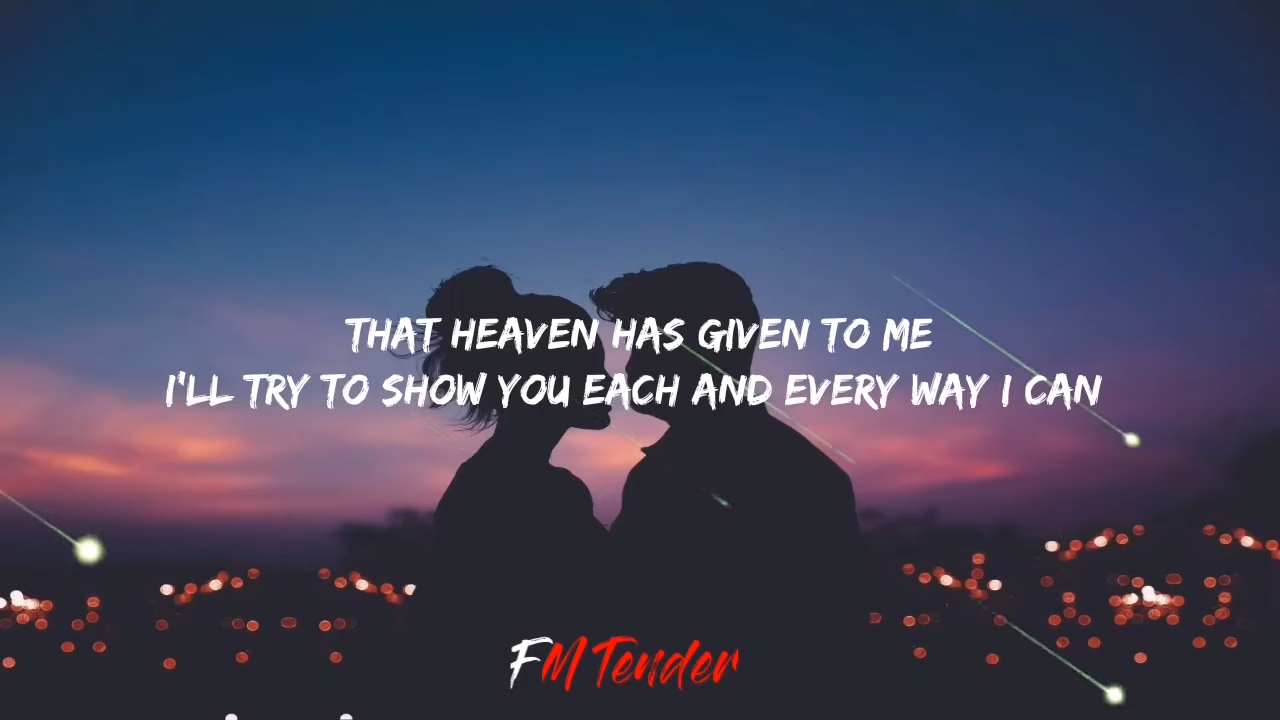 THAT HEAVEN HAS GIVEN TO ME
I'LL TRY TO SHOW YOU EACH AND EVERY WAY I CAN
FM Tender